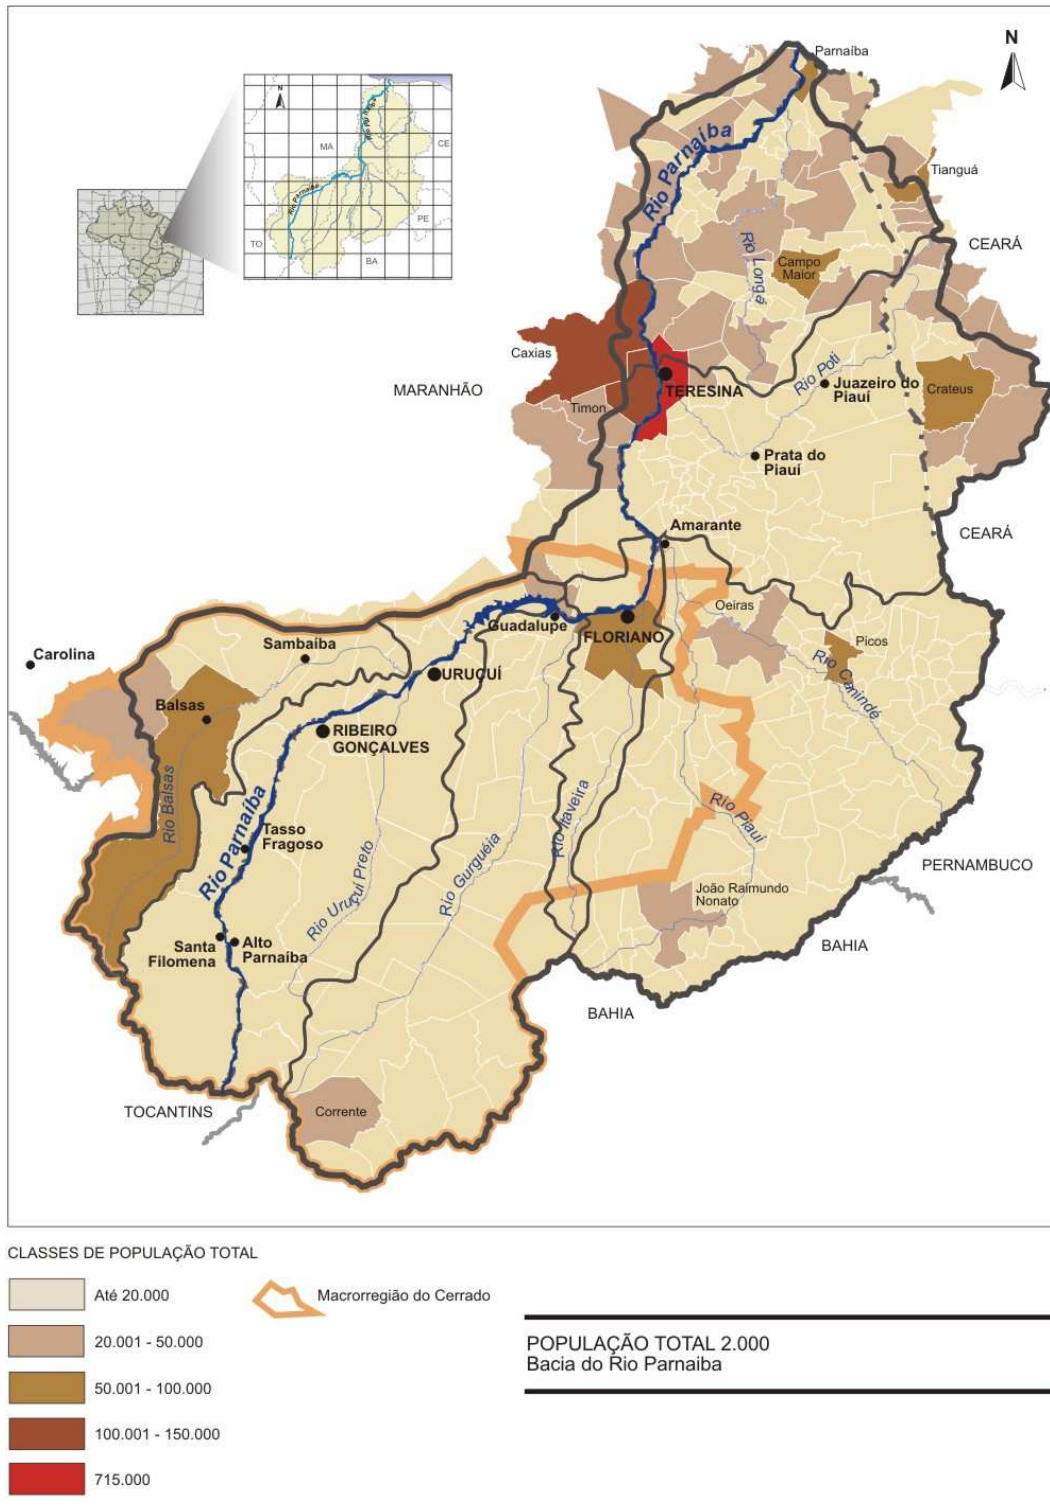 Parnaíba
N
N
Rio Parnaíba
MA
CE
Rio Parnaíba
TO
PE
BA
Rio Parnaíba
Tianguá
CEARÁ
Rio Longá
Campo
Maior
Caxias
MARANHÃO
TERESINA
Rio Poti
Juazeiro do
Piauí
Crateus
Timon
Prata do
Piauí
Amarante
CEARÁ
Oeiras
Guadalupe
FLORIANO
Picos
Sambaíba
Carolina
URUÇUÍ
Rio Canindé
Balsas
RIBEIRO
GONÇALVES
Rio Balsas
Rio Parnaíba
Tasso
Fragoso
Rio Uruçuí Preto
Rio Gurguéia
Rio Itaveira
Rio Piauí
PERNAMBUCO
João Raimundo
Nonato
Santa
Filomena
Alto
Parnaíba
BAHIA
BAHIA
TOCANTINS
Corrente
CLASSES DE POPULAÇÃO TOTAL
Até 20.000
Macrorregião do Cerrado
20.001 - 50.000
50.001 - 100.000
100.001 - 150.000
715.000
POPULAÇÃO TOTAL 2.000
Bacia do Rio Parnaiba